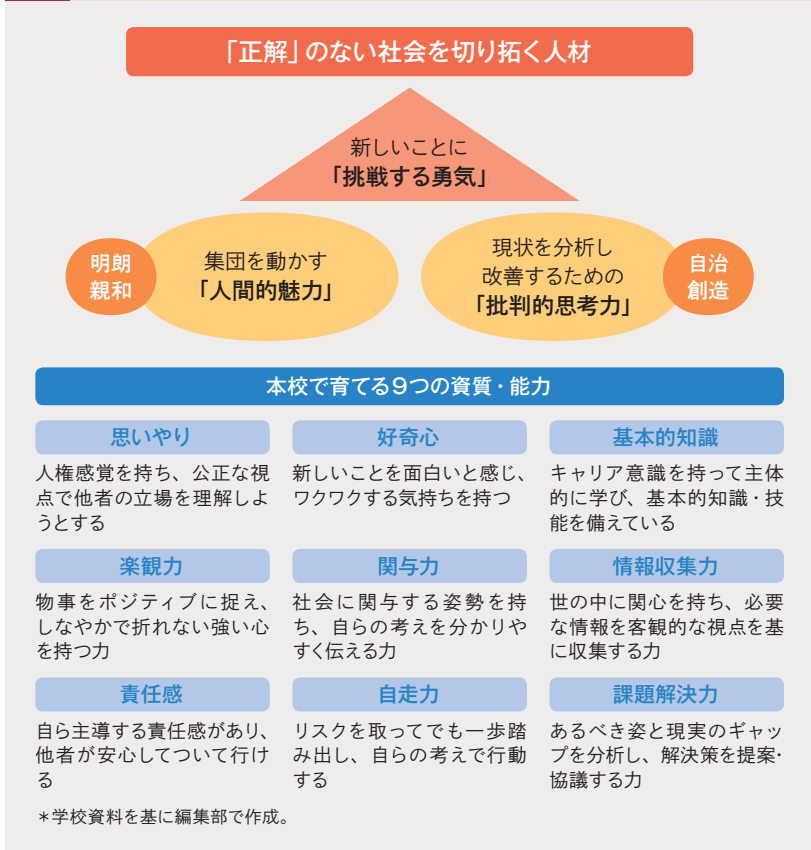 「正解」のない社会を切り拓く人材
新しいことに
「挑戦する勇気」
明朗
親和
集団を動かす
「人間的魅力」
現状を分析し
改善するための
「批判的思考力」
自治
創造
本校で育てる9つの資質・能力
思いやり
人権感覚を持ち、公正な視
点で他者の立場を理解しよ
うとする
好奇心
新しいことを面白いと感じ、
ワクワクする気持ちを持つ
基本的知識
キャリア意識を持って主体
的に学び、基本的知識・技
能を備えている
楽観力
物事をポジティブに捉え、
しなやかで折れない強い心
を持つ力
関与力
社会に関与する姿勢を持
ち、自らの考えを分かりや
すく伝える力
情報収集力
世の中に関心を持ち、必要
な情報を客観的な視点を基
に収集する力
責任感
自ら主導する責任感があり、
他者が安心してついて行け
る
自走力
リスクを取ってでも一歩踏
み出し、自らの考えで行動
する
課題解決力
あるべき姿と現実のギャッ
プを分析し、解決策を提案・
協議する力
＊学校資料を基に編集部で作成。